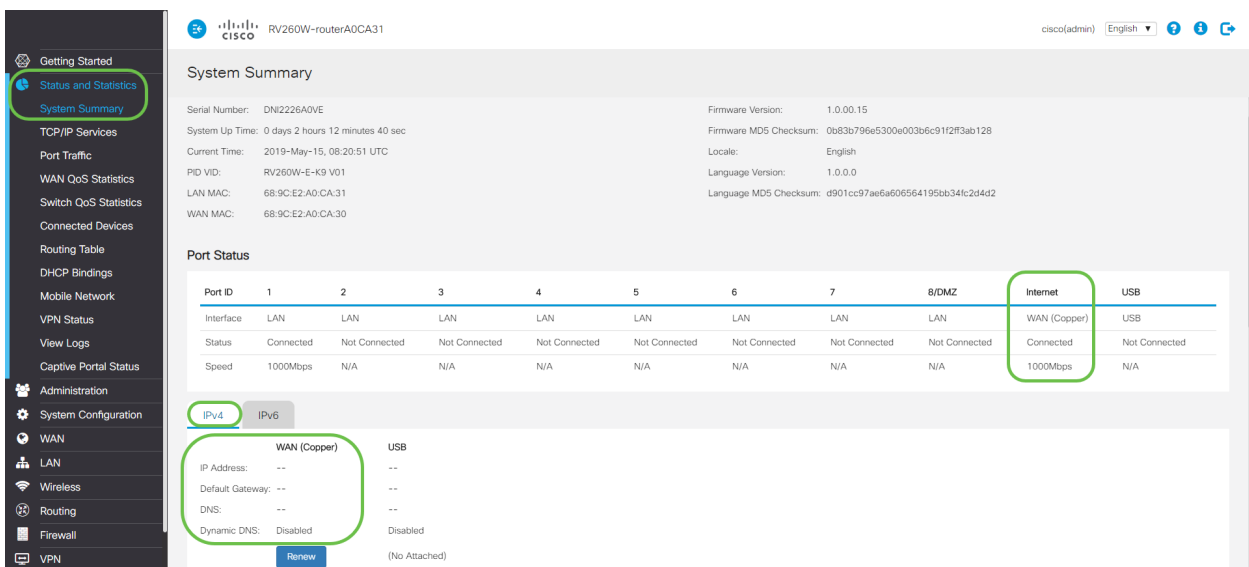 CISCO RV260W-routerA0CA31 cisco(admin) English
Getting Started
Status and Statistics
System Summary
TCP/IP Services
Port Traffic
WAN QoS Statistics
Switch QoS Statistics
Connected Devices
Routing Table
DHCP Bindings
Mobile Network
VPN Status
View Logs
Captive Portal Status
Administration
System Configuration
WAN
LAN
Wireless
Routing
Firewall
VPN
System Summary
Serial Number: DNI2226A0VE Firmware Version: 1.0.00.15
System Up Time: 0 days 2 hours 12 minutes 40 sec Firmware MD5 Checksum: 0b83b796e5300e003b6c91f2ff3ab128
Current Time: 2019-May-15, 08:20:51 UTC Locale: English
PID VID: RV260W-E-K9 V01 Language Version: 1.0.0.0
LAN MAC: 68:9C:E2:A0:CA:31 Language MD5 Checksum: d901cc97ae6a606564195bb34fc2d4d2
WAN MAC: 68:9C:E2:A0:CA:30
Port Status
Port ID 1 2 3 4 5 6 7 8/DMZ Internet USB
Interface LAN LAN LAN LAN LAN LAN LAN LAN WAN (Copper) USB
Status Connected Not Connected Not Connected Not Connected Not Connected Not Connected Not Connected Not Connected Connected Not Connected
Speed 1000Mbps N/A N/A N/A N/A N/A N/A N/A 1000Mbps N/A
IPv4 IPv6
WAN (Copper) USB
IP Address: -- --
Default Gateway: -- --
DNS: -- --
Dynamic DNS: Disabled Disabled
Renew (No Attached)